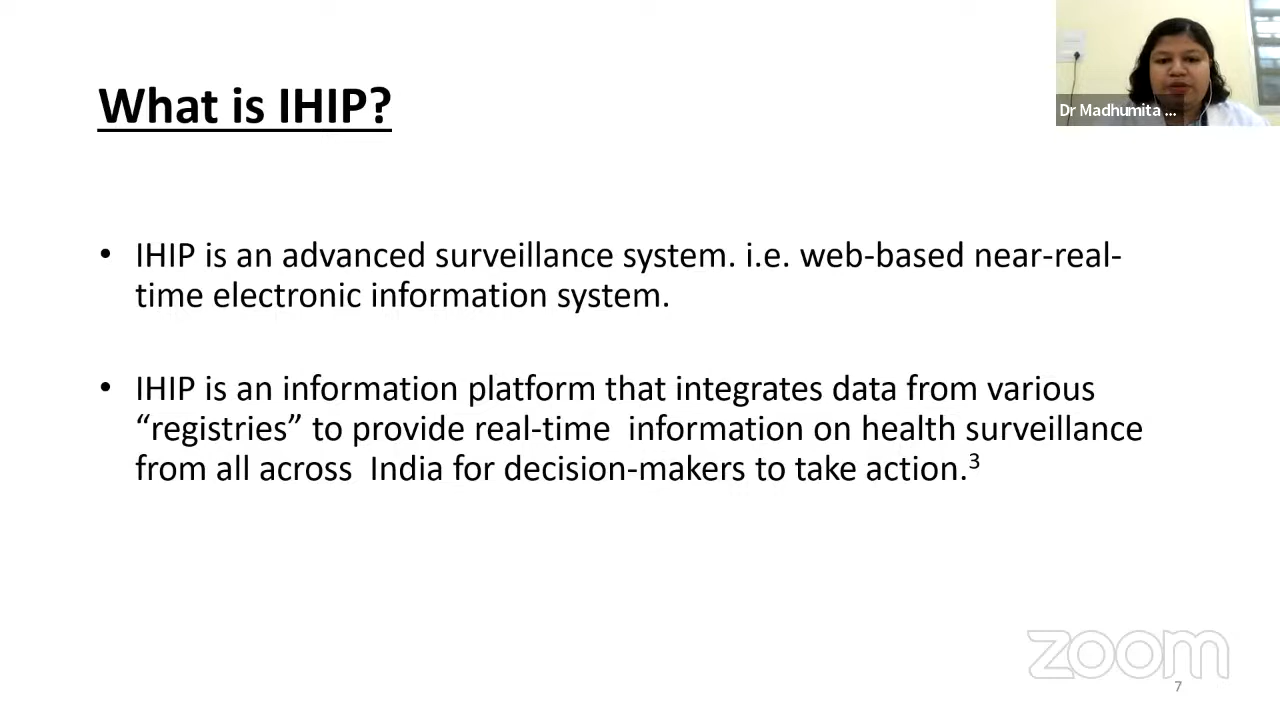 What is IHIP?
Dr Madhumita ...
• IHIP is an advanced surveillance system. i.e. web-based near-real-
time electronic information system.
• IHIP is an information platform that integrates data from various
“registries” to provide real-time  information on health surveillance
from all across  India for decision-makers to take action.³
zoom
7